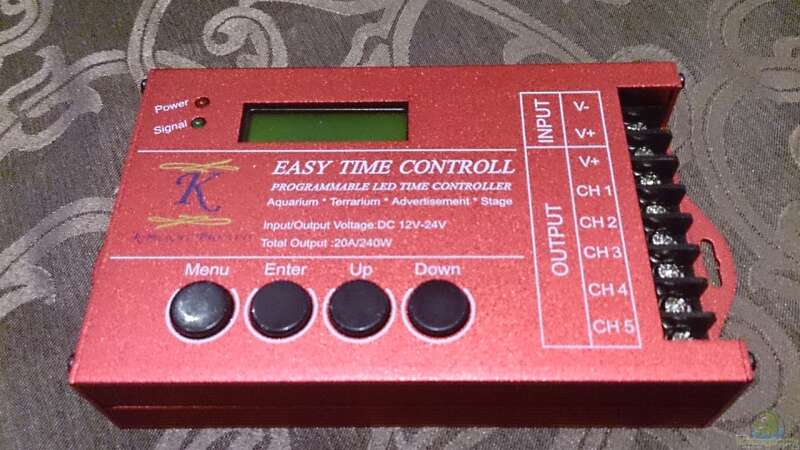 Power
Signal
EASY TIME CONTROLL
PROGRAMMABLE LED TIME CONTROLLER
Aquarium * Terrarium * Advertisement * Stage
K
Input/Output Voltage:DC 12V-24V
Total Output :20A/240W
Menu Enter Up Down
INPUT
V-
V+
OUTPUT
V+
CH 1
CH 2
CH 3
CH 4
CH 5